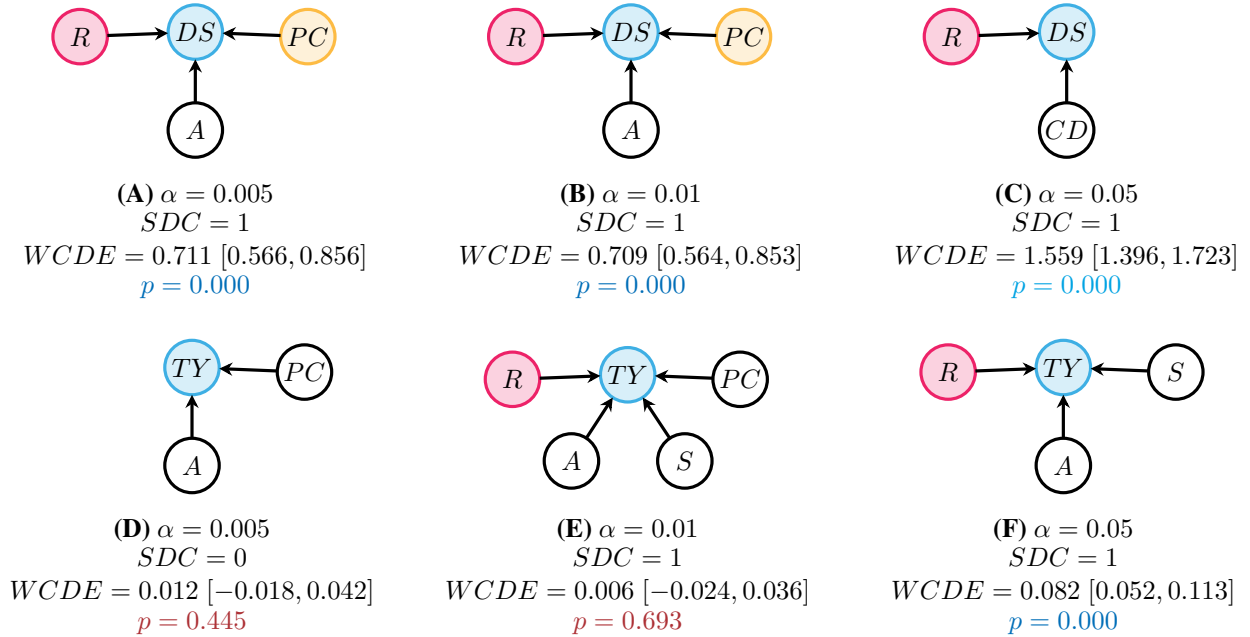 R DS PC
A
(A) α = 0.005
SDC = 1
WCDE = 0.711 [0.566, 0.856]
p = 0.000
R DS PC
A
(B) α = 0.01
SDC = 1
WCDE = 0.709 [0.564, 0.853]
p = 0.000
R DS
CD
(C) α = 0.05
SDC = 1
WCDE = 1.559 [1.396, 1.723]
p = 0.000
TY PC
A
(D) α = 0.005
SDC = 0
WCDE = 0.012 [−0.018, 0.042]
p = 0.445
R TY PC
A S
(E) α = 0.01
SDC = 1
WCDE = 0.006 [−0.024, 0.036]
p = 0.693
R TY S
A
(F) α = 0.05
SDC = 1
WCDE = 0.082 [0.052, 0.113]
p = 0.000